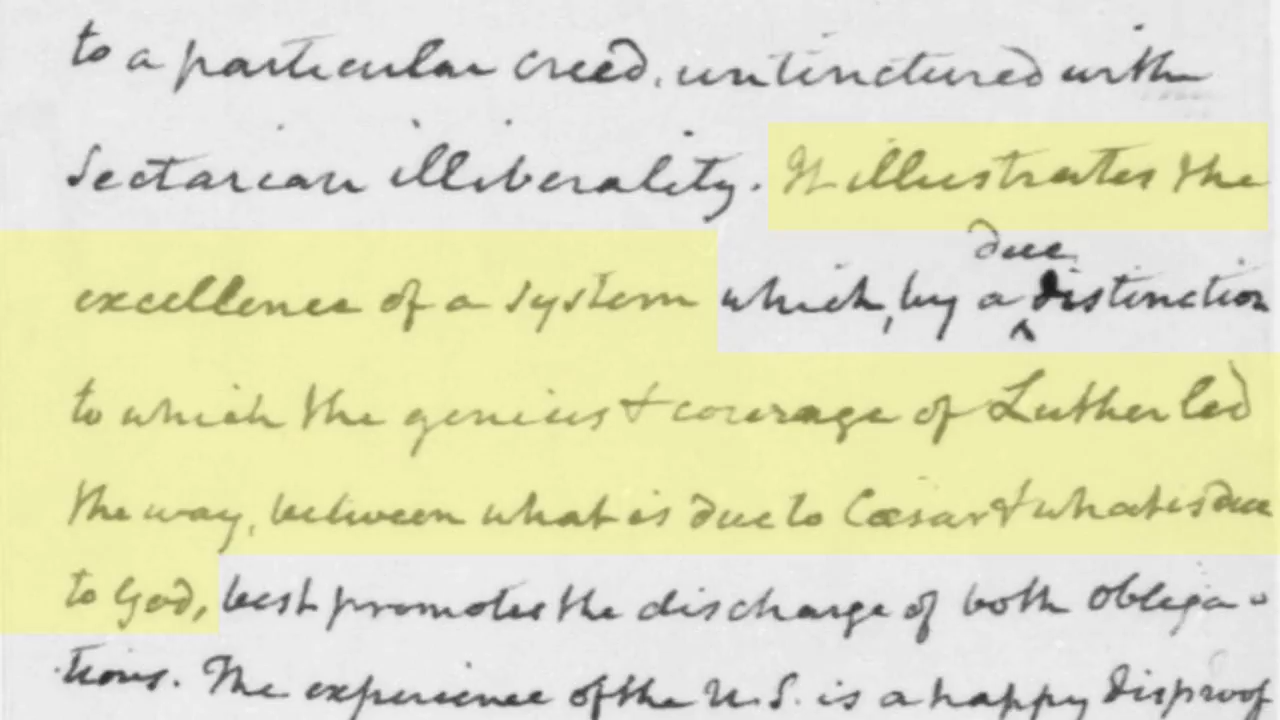 to a particular creed, untinctured with
Sectarian illiberality. It illustrates the
excellence of a system which, by a due distinction
to which the genius & courage of Luther led
the way, between what is due to Cæsar & what is due
to God, best promotes the discharge of both obliga-
tions. The experience of the U.S. is a happy disproof